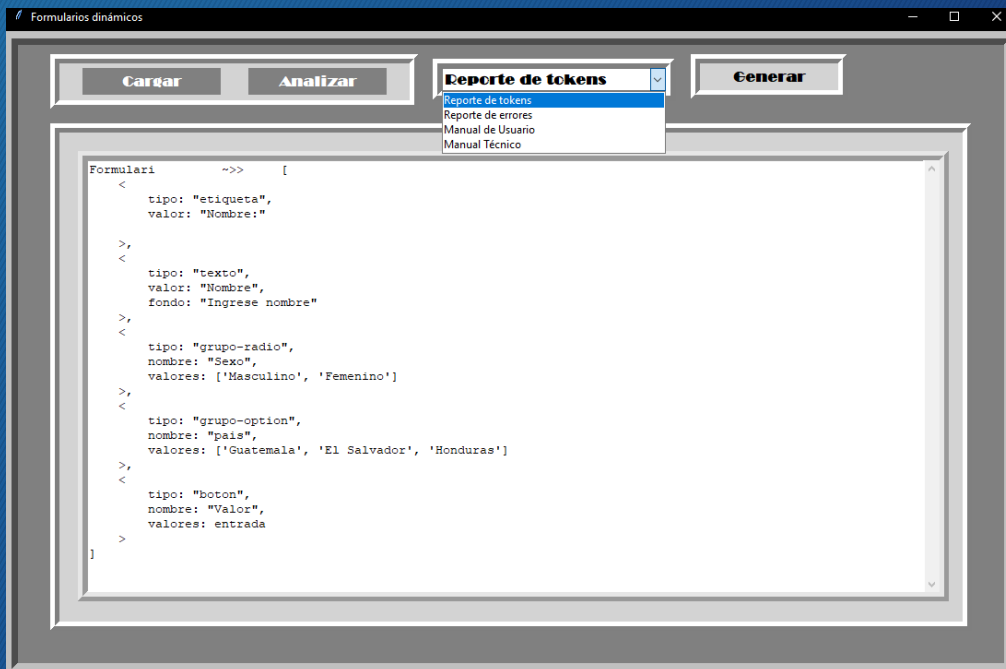 Formularios dinámicos
Cargar Analizar Reporte de tokens Generar
Reporte de tokens
Reporte de errores
Manual de Usuario
Manual Técnico
Formulari         ~>>     [
    <
        tipo: "etiqueta",
        valor: "Nombre:"
    >,
    <
        tipo: "texto",
        valor: "Nombre",
        fondo: "Ingrese nombre"
    >,
    <
        tipo: "grupo-radio",
        nombre: "Sexo",
        valores: ['Masculino', 'Femenino']
    >,
    <
        tipo: "grupo-option",
        nombre: "pais",
        valores: ['Guatemala', 'El Salvador', 'Honduras']
    >,
    <
        tipo: "boton",
        nombre: "Valor",
        valores: entrada
    >
]